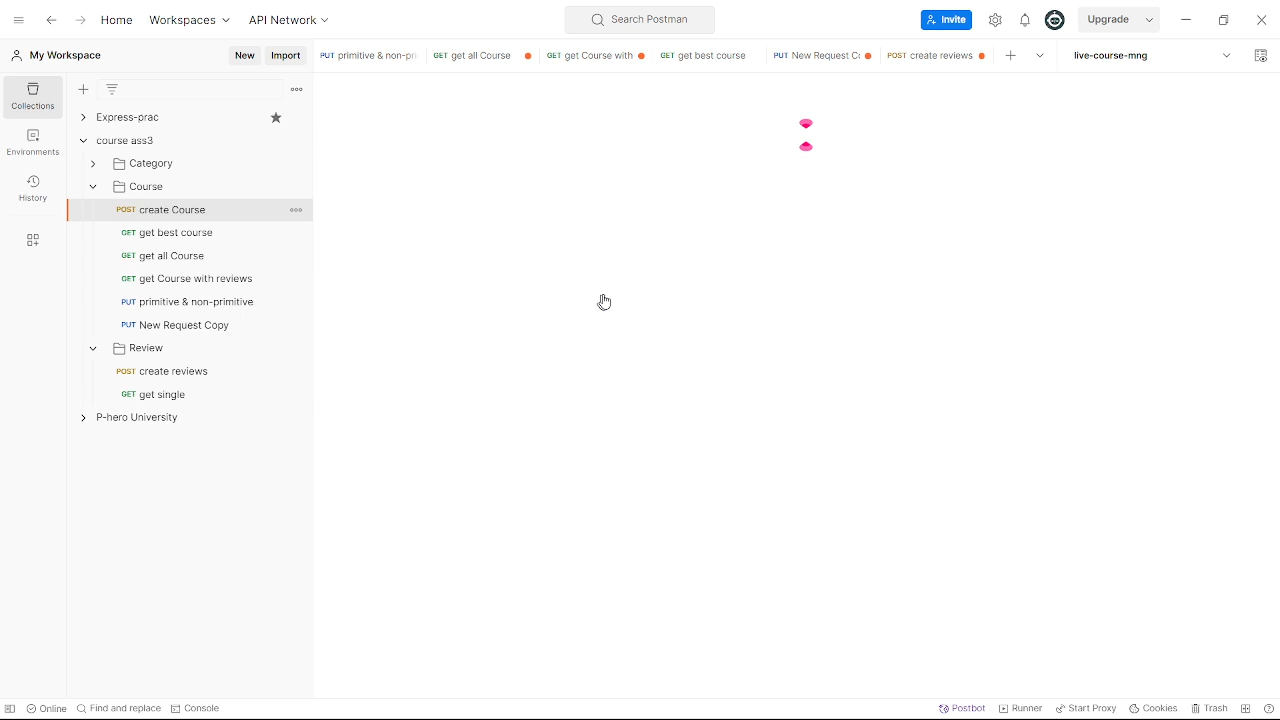 Home Workspaces API Network Search Postman Invite Upgrade
My Workspace New Import PUT primitive & non-pri GET get all Course GET get Course with GET get best course PUT New Request Co POST create reviews live-course-mng
Collections
Environments
History
Express-prac
course ass3
Category
Course
POST create Course
GET get best course
GET get all Course
GET get Course with reviews
PUT primitive & non-primitive
PUT New Request Copy
Review
POST create reviews
GET get single
P-hero University
Online Find and replace Console Postbot Runner Start Proxy Cookies Trash